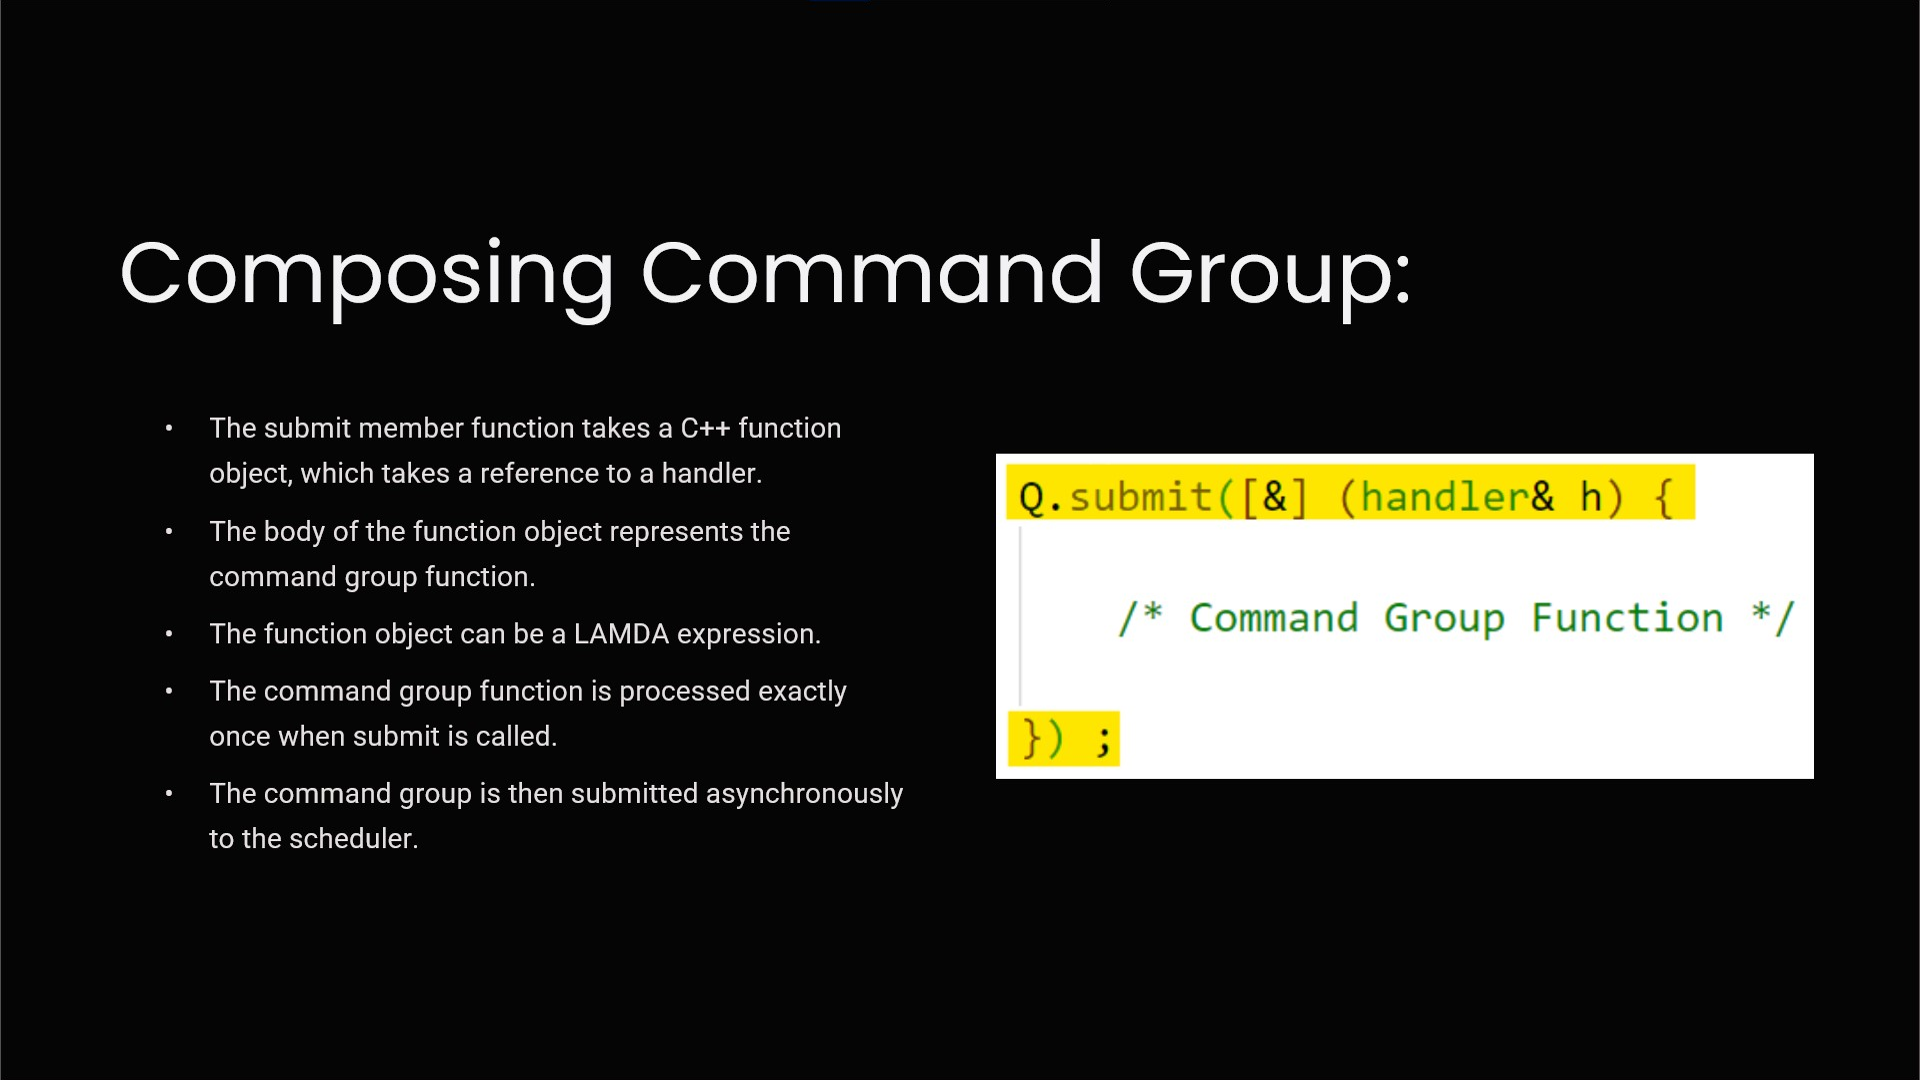 Composing Command Group:
• The submit member function takes a C++ function
object, which takes a reference to a handler.
• The body of the function object represents the
command group function.
• The function object can be a LAMDA expression.
• The command group function is processed exactly
once when submit is called.
• The command group is then submitted asynchronously
to the scheduler.
Q.submit([&] (handler& h) {
/* Command Group Function */
}) ;